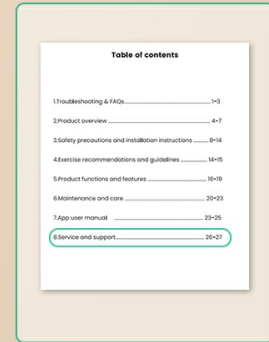 Table of contents
1.Troubleshooting & FAQs 1-3
2.Product overview 4-7
3.Safety precautions and installation instructions 8-14
4.Exercise recommendations and guidelines 14-15
5.Product functions and features 16-19
6.Maintenance and care 20-23
7.App user manual 23-25
8.Service and support 26-27